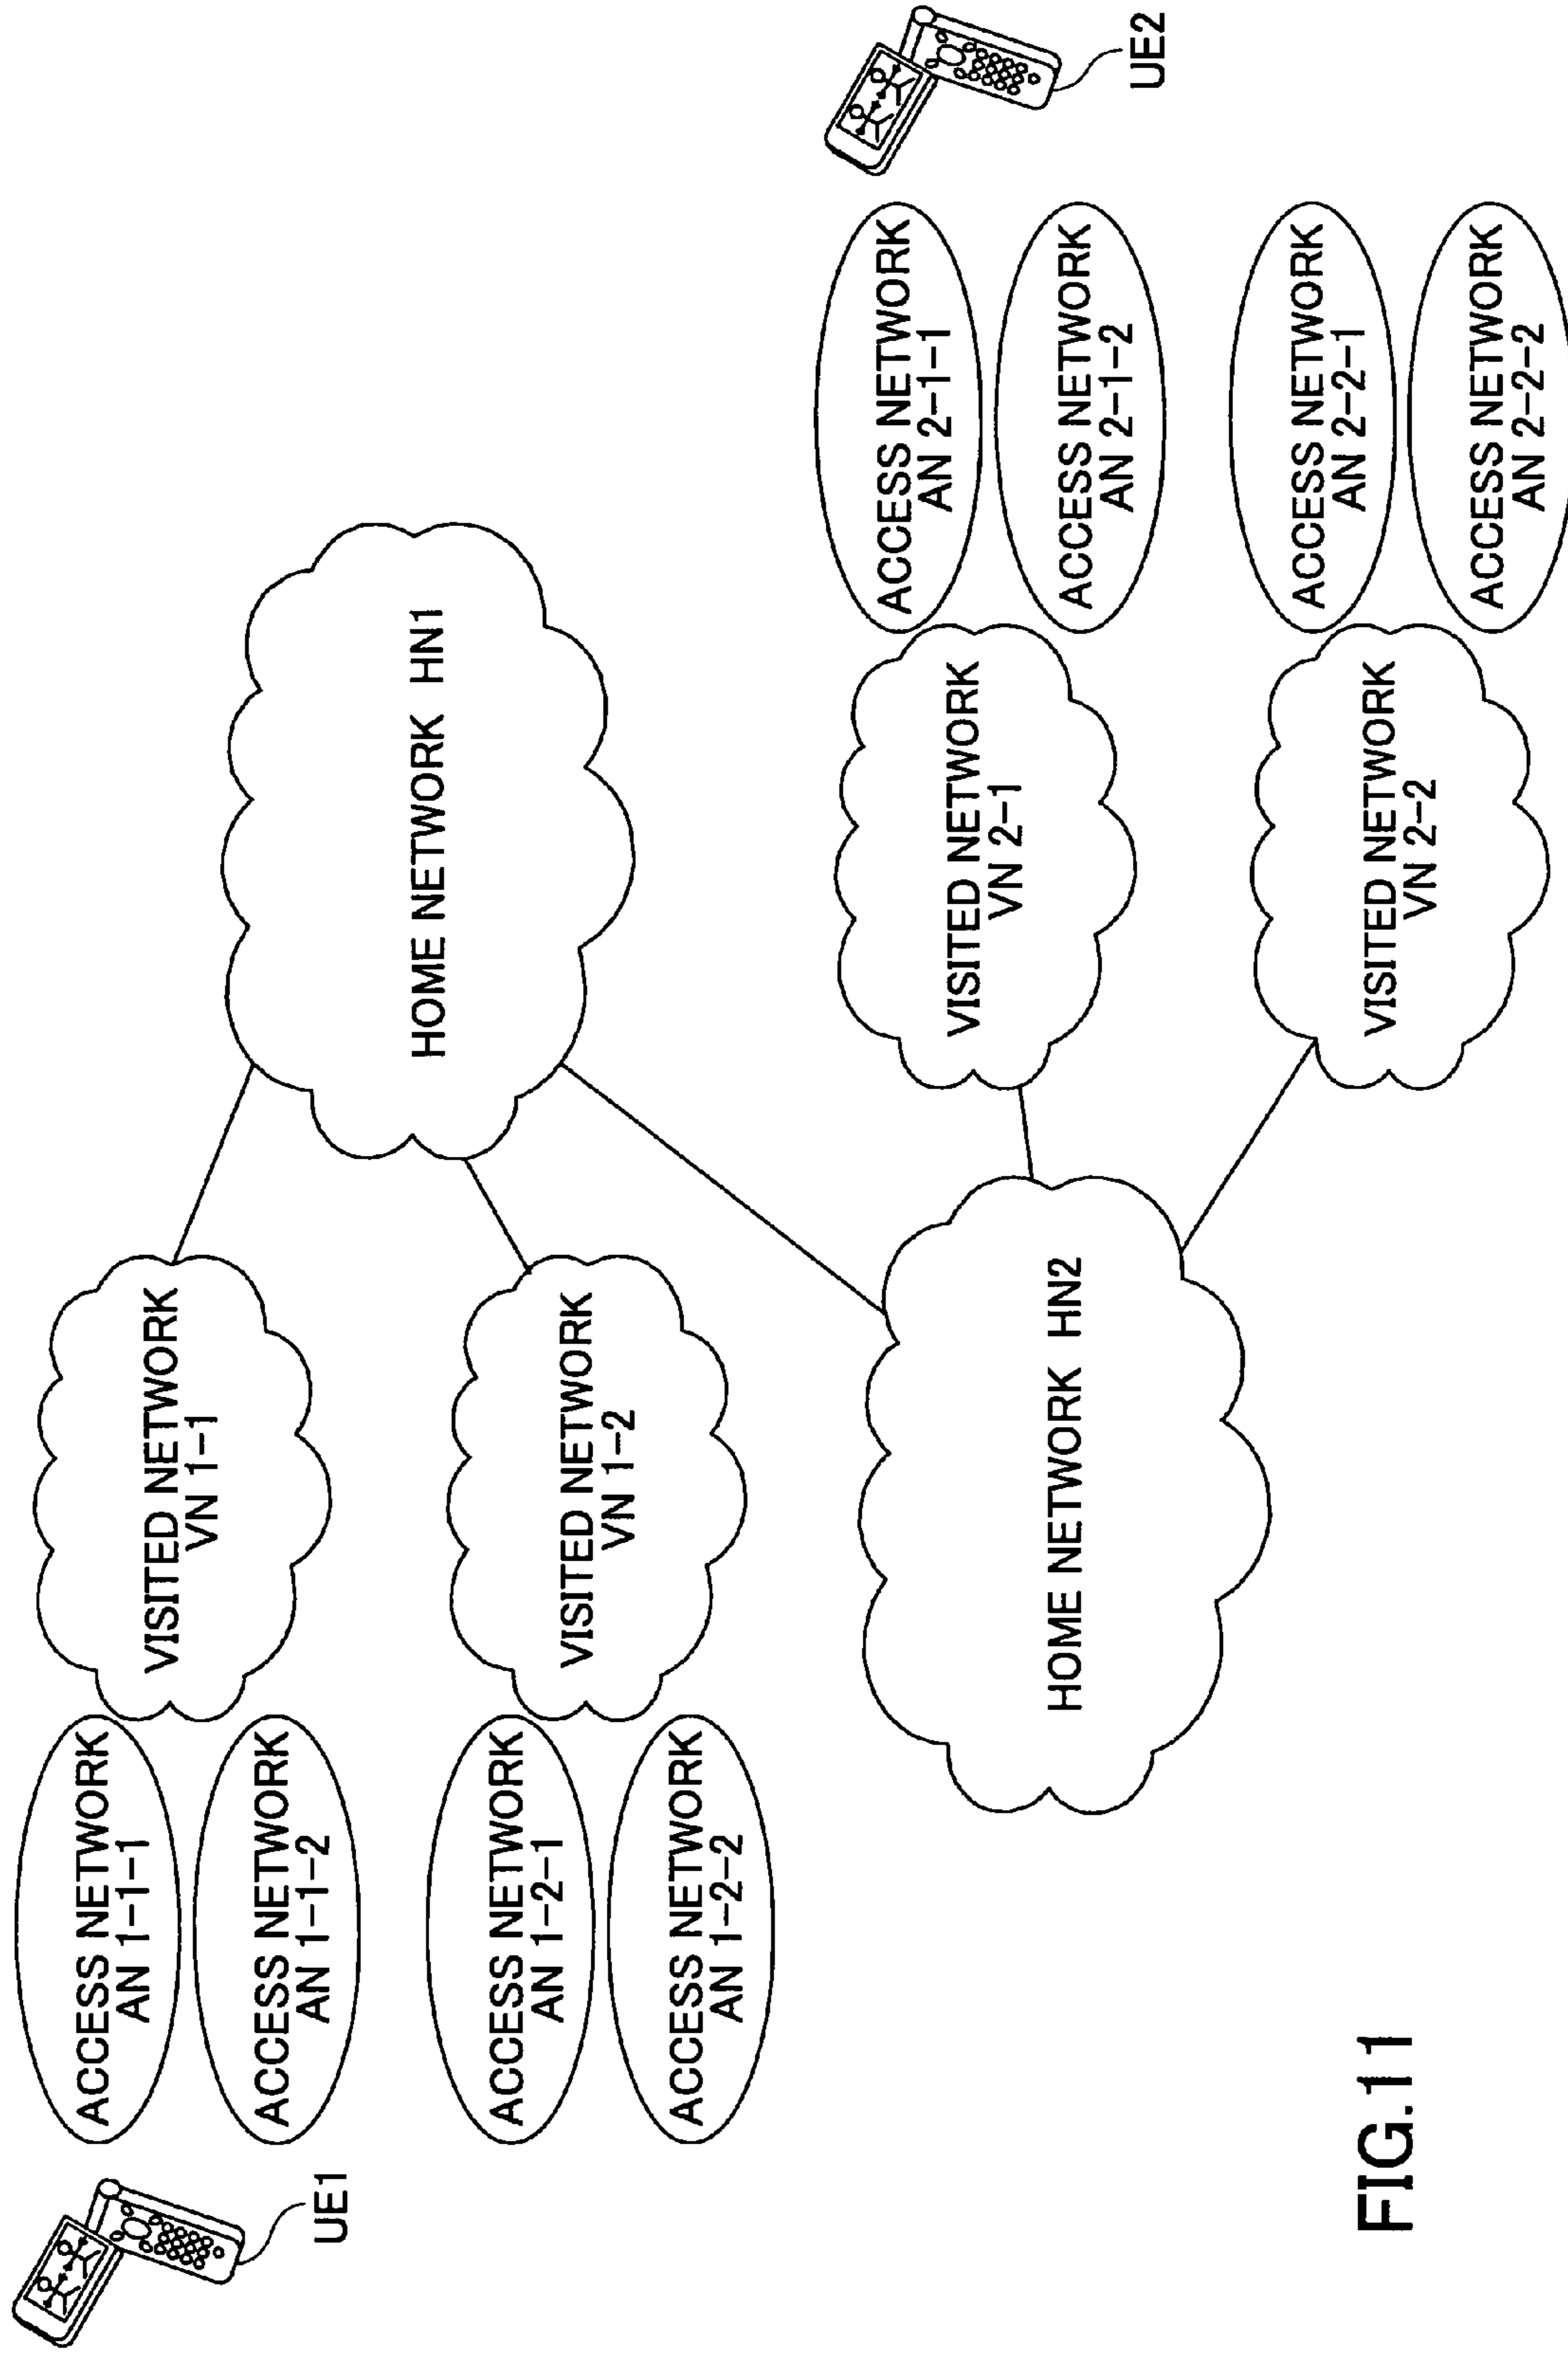 UE1
ACCESS NETWORK
AN 1-1-1
ACCESS NETWORK
AN 1-1-2
ACCESS NETWORK
AN 1-2-1
ACCESS NETWORK
AN 1-2-2
VISITED NETWORK
VN 1-1
VISITED NETWORK
VN 1-2
HOME NETWORK HN1
HOME NETWORK HN2
VISITED NETWORK
VN 2-1
VISITED NETWORK
VN 2-2
ACCESS NETWORK
AN 2-1-1
ACCESS NETWORK
AN 2-1-2
ACCESS NETWORK
AN 2-2-1
ACCESS NETWORK
AN 2-2-2
UE2
FIG.11